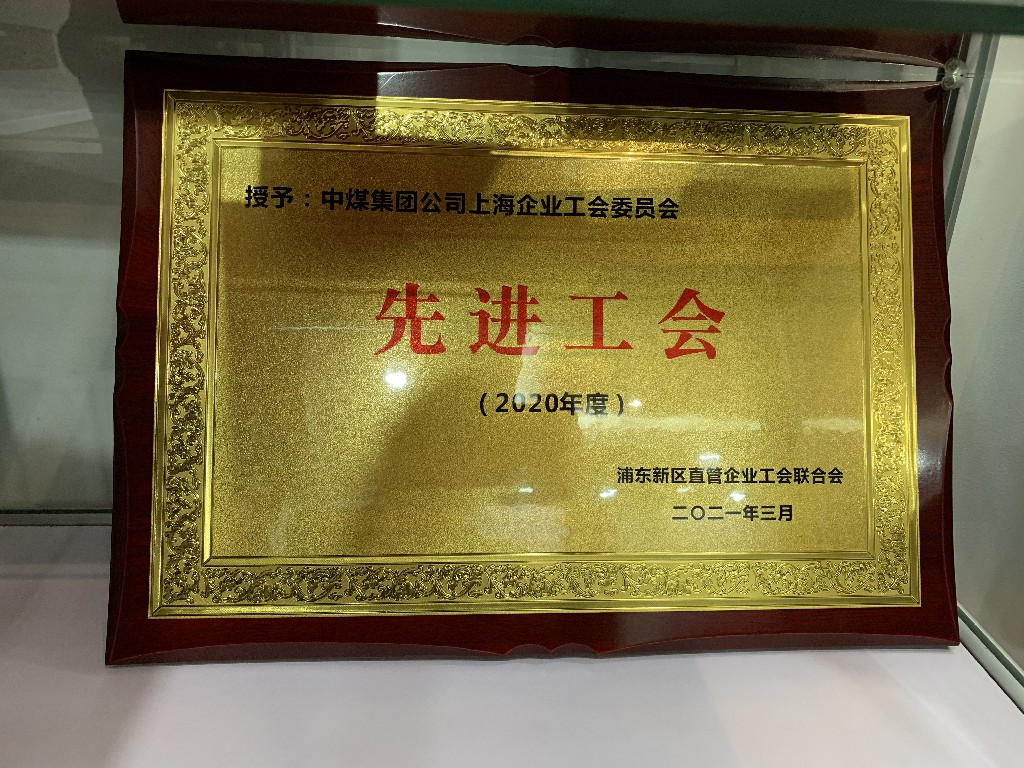 授予：中煤集团公司上海企业工会委员会
先进工会
（2020年度）
浦东新区直管企业工会联合会
二〇二一年三月